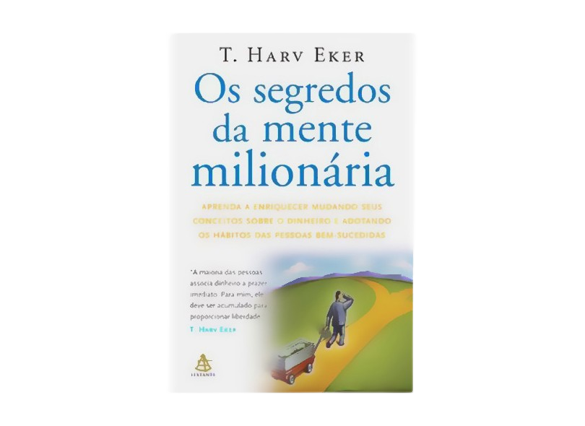 T. HARV EKER
Os segredos
da mente
milionária
APRENDA A ENRIQUECER MUDANDO SEUS
CONCEITOS SOBRE O DINHEIRO E ADOTANDO
OS HÁBITOS DAS PESSOAS BEM-SUCEDIDAS
"A maioria das pessoas
associa dinheiro a prazer
imediato. Para mim, ele
deve ser acumulado para
proporcionar liberdade."
T. HARV EKER
SEXTANTE